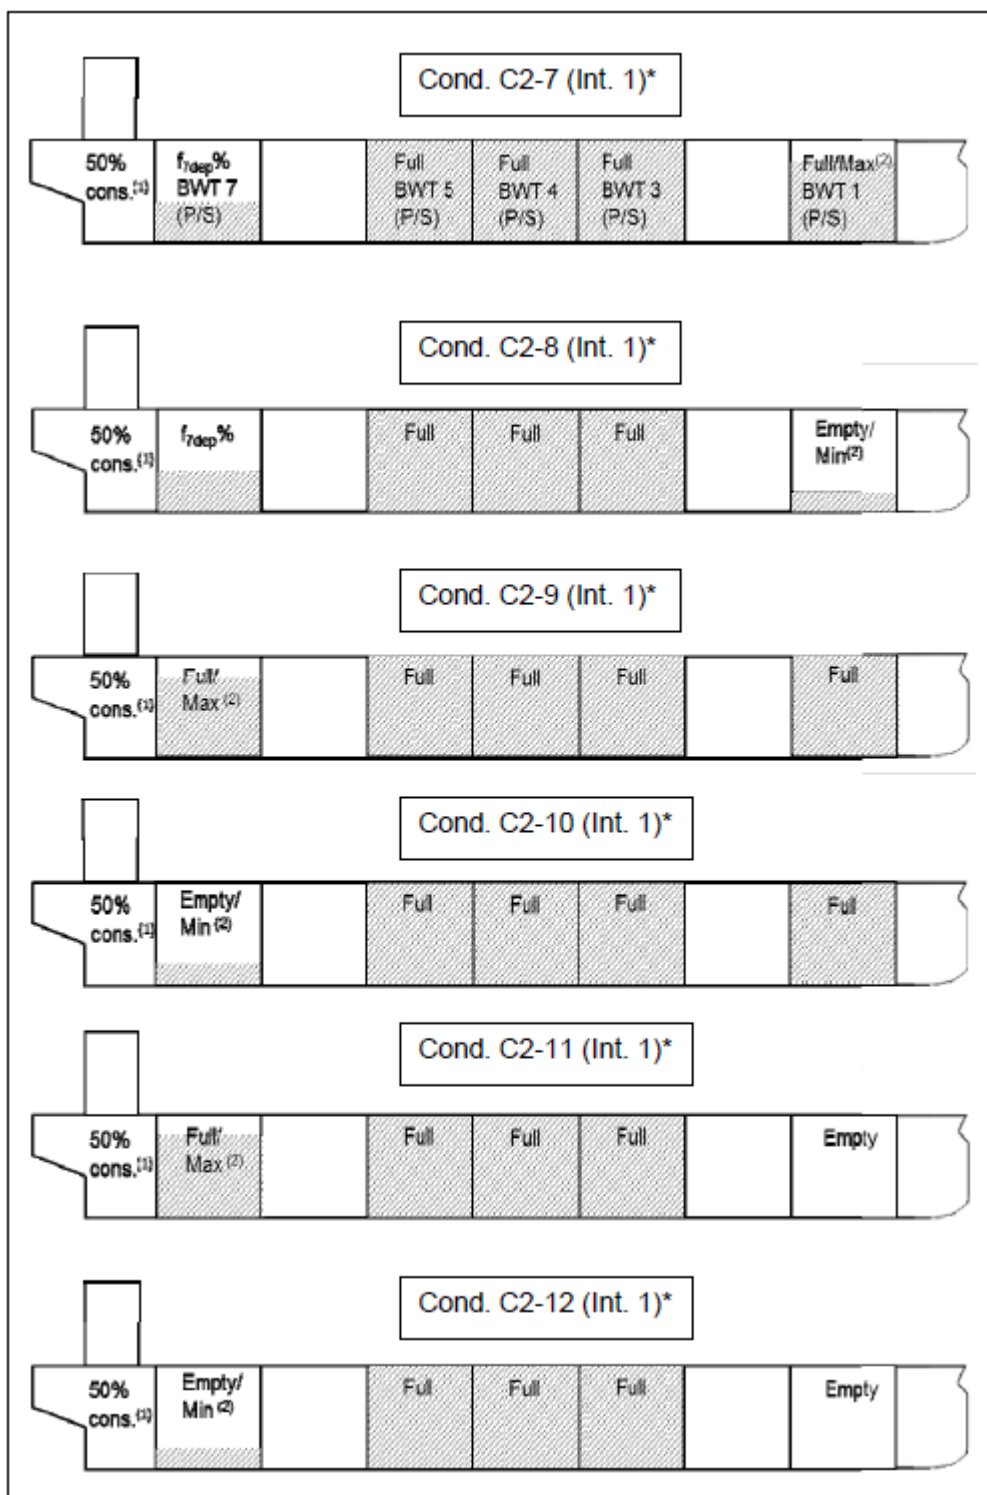 Cond. C2-7 (Int. 1)*
50%
cons.(1)
f7dep%
BWT 7
(P/S)
Full
BWT 5
(P/S)
Full
BWT 4
(P/S)
Full
BWT 3
(P/S)
Full/Max(2)
BWT 1
(P/S)
Cond. C2-8 (Int. 1)*
50%
cons.(1)
f7dep%
Full
Full
Full
Empty/
Min(2)
Cond. C2-9 (Int. 1)*
50%
cons.(1)
Full/
Max (2)
Full
Full
Full
Full
Cond. C2-10 (Int. 1)*
50%
cons.(1)
Empty/
Min (2)
Full
Full
Full
Full
Cond. C2-11 (Int. 1)*
50%
cons.(1)
Full/
Max (2)
Full
Full
Full
Empty
Cond. C2-12 (Int. 1)*
50%
cons.(1)
Empty/
Min (2)
Full
Full
Full
Empty